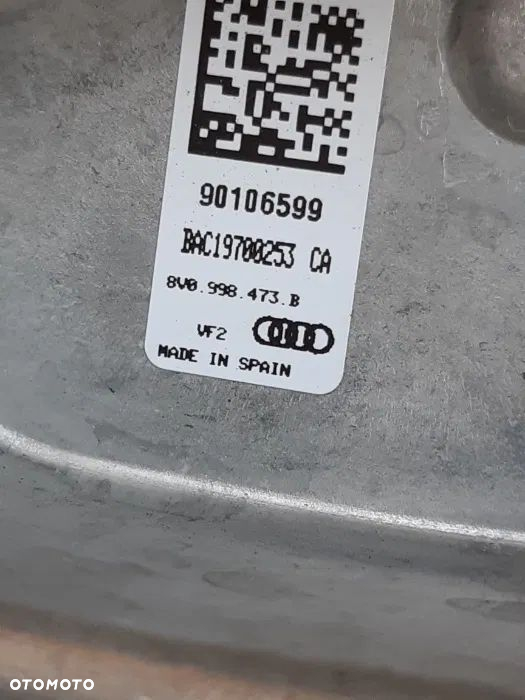 90106599
BAC19700253 CA
8V0.998.473.B
VF2
MADE IN SPAIN
OTOMOTO